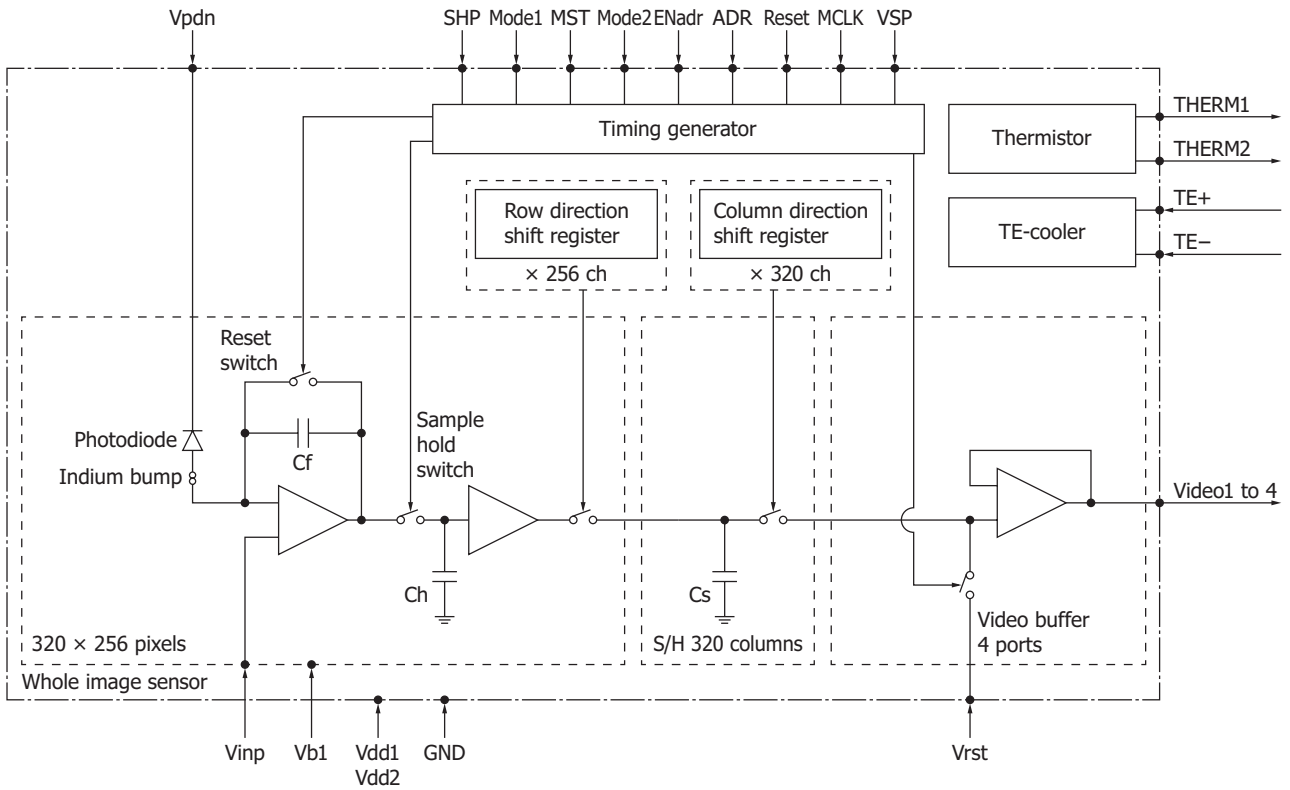 Vpdn
SHP Mode1 MST Mode2 ENadr ADR Reset MCLK VSP
Timing generator
Thermistor
THERM1
THERM2
TE-cooler
TE+
TE−
Row direction
shift register
× 256 ch
Column direction
shift register
× 320 ch
Reset
switch
Photodiode
Indium bump
Cf
Sample
hold
switch
Ch
Cs
Video1 to 4
320 × 256 pixels
S/H 320 columns
Video buffer
4 ports
Whole image sensor
Vinp
Vb1
Vdd1
Vdd2
GND
Vrst